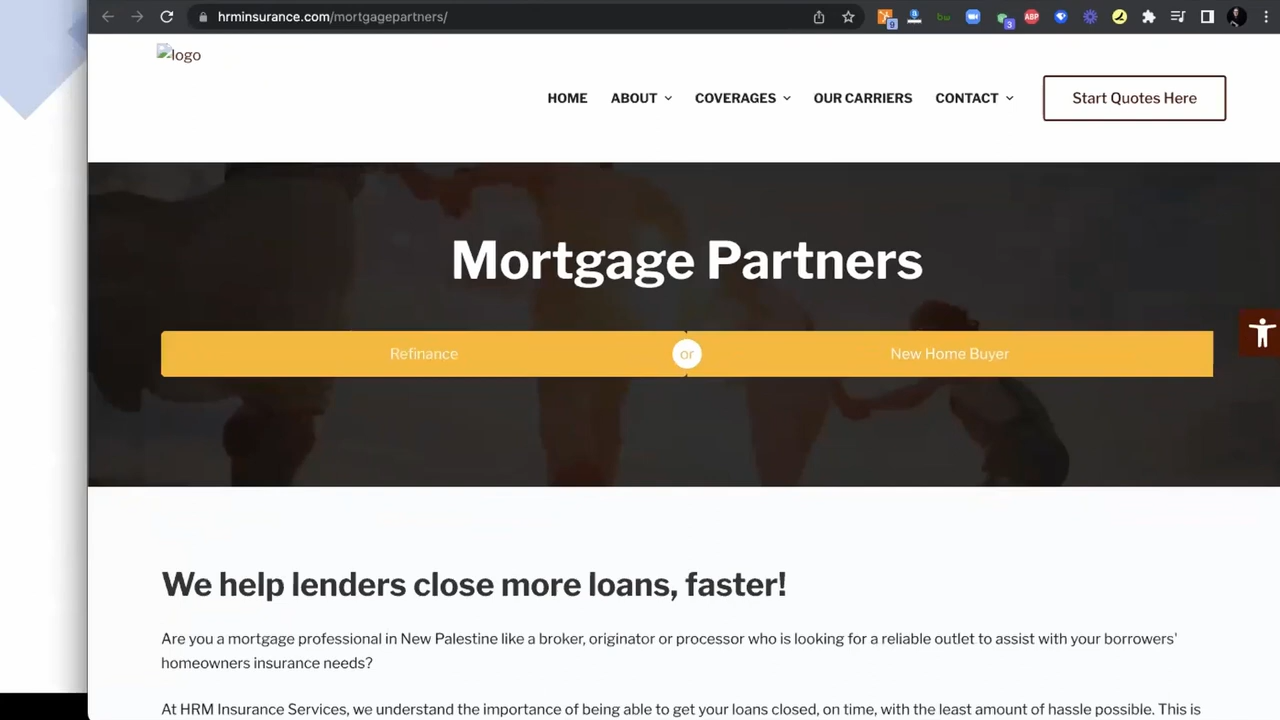 hrminsurance.com/mortgagepartners/
9
bw
3
ABP
logo
HOME ABOUT COVERAGES OUR CARRIERS CONTACT Start Quotes Here
Mortgage Partners
Refinance or New Home Buyer
We help lenders close more loans, faster!
Are you a mortgage professional in New Palestine like a broker, originator or processor who is looking for a reliable outlet to assist with your borrowers'
homeowners insurance needs?
At HRM Insurance Services, we understand the importance of being able to get your loans closed, on time, with the least amount of hassle possible. This is